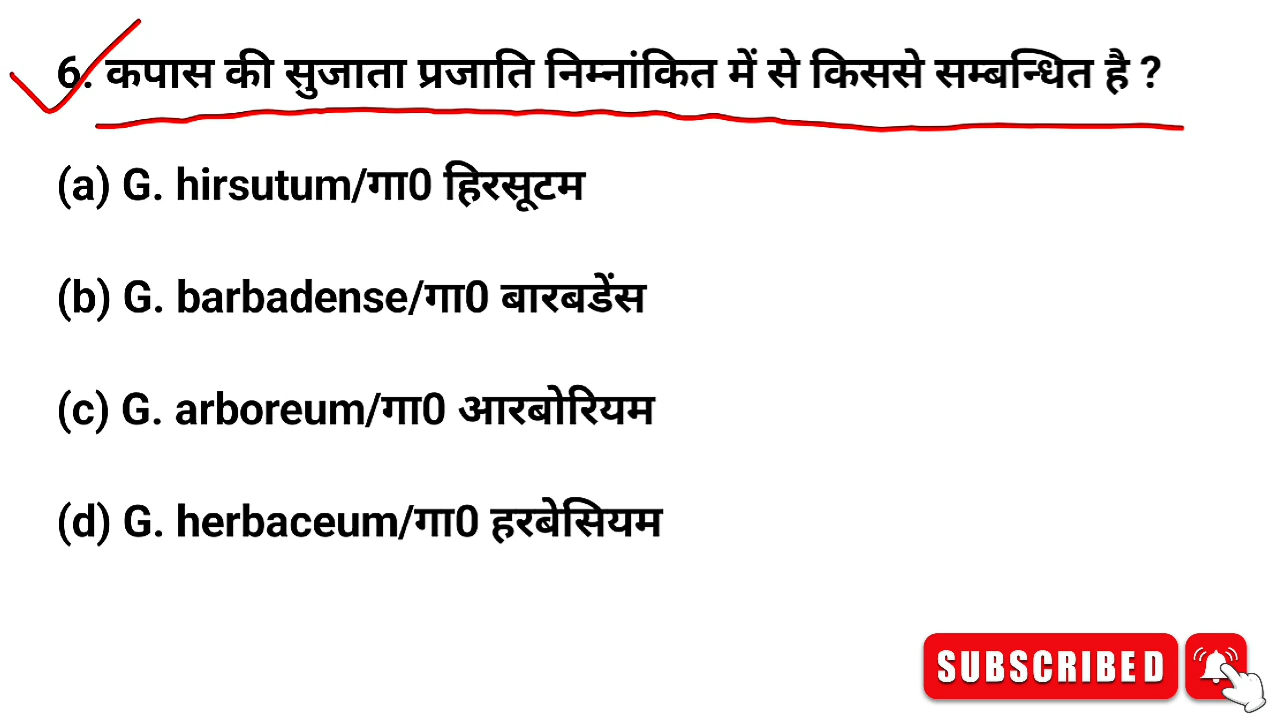 6. कपास की सुजाता प्रजाति निम्नांकित में से किससे सम्बन्धित है ?
(a) G. hirsutum/गा0 हिरसूटम
(b) G. barbadense/गा0 बारबडेंस
(c) G. arboreum/गा0 आरबोरियम
(d) G. herbaceum/गा0 हरबेसियम
SUBSCRIBED